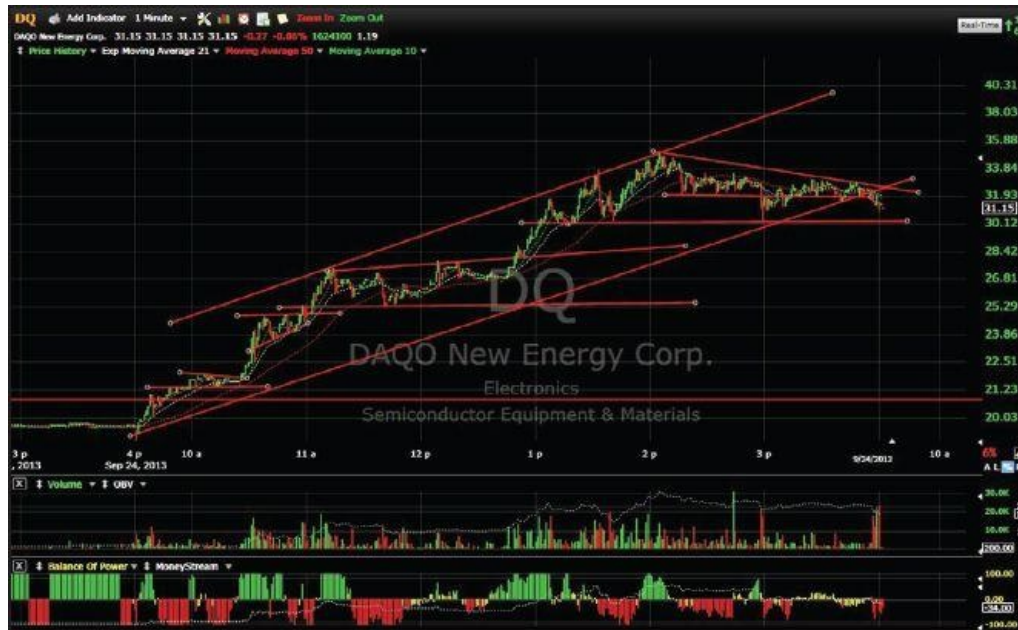 DQ Add Indicator 1 Minute Zoom In Zoom Out
Real-Time
DAQO New Energy Corp. 31.15 31.15 31.15 31.15 -0.27 -0.86% 1624100 1.19
Price History Exp Moving Average 21 Moving Average 50 Moving Average 10
40.31
38.03
35.88
33.84
31.93
31.15
30.12
28.42
26.81
25.29
23.86
22.51
21.23
20.03
DQ
DAQO New Energy Corp.
Electronics
Semiconductor Equipment & Materials
3 p 10 a 11 a 12 p 1 p 2 p 3 p 10 a
, 2013 Sep 24, 2013 9/24/2013
6%
A L %
X Volume OBV
30.0K
20.0K
10.0K
200.00
X Balance Of Power MoneyStream
100.00
0.00
-34.00
-100.00